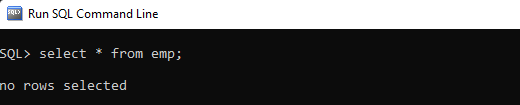 Run SQL Command Line
SQL> select * from emp;
no rows selected